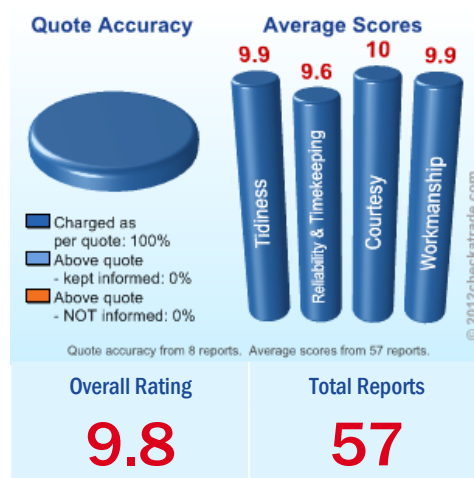 Quote Accuracy
Average Scores
9.9
9.6
10
9.9
Tidiness
Reliability & Timekeeping
Courtesy
Workmanship
Charged as
per quote: 100%
Above quote
- kept informed: 0%
Above quote
- NOT informed: 0%
© 2012checkatrade.com
Quote accuracy from 8 reports. Average scores from 57 reports.
Overall Rating
Total Reports
9.8
57